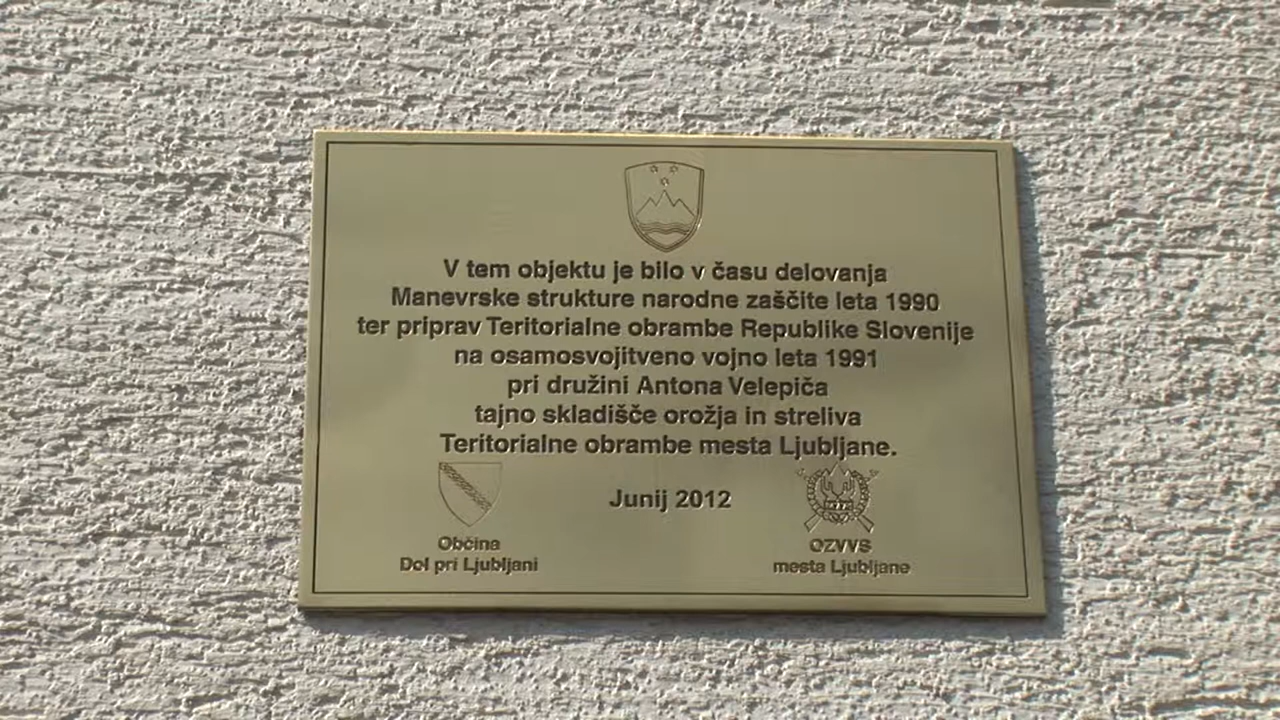 V tem objektu je bilo v času delovanja
Manevrske strukture narodne zaščite leta 1990
ter priprav Teritorialne obrambe Republike Slovenije
na osamosvojitveno vojno leta 1991
pri družini Antona Velepiča
tajno skladišče orožja in streliva
Teritorialne obrambe mesta Ljubljane.
Junij 2012
Občina
Dol pri Ljubljani
OZVVS
mesta Ljubljane